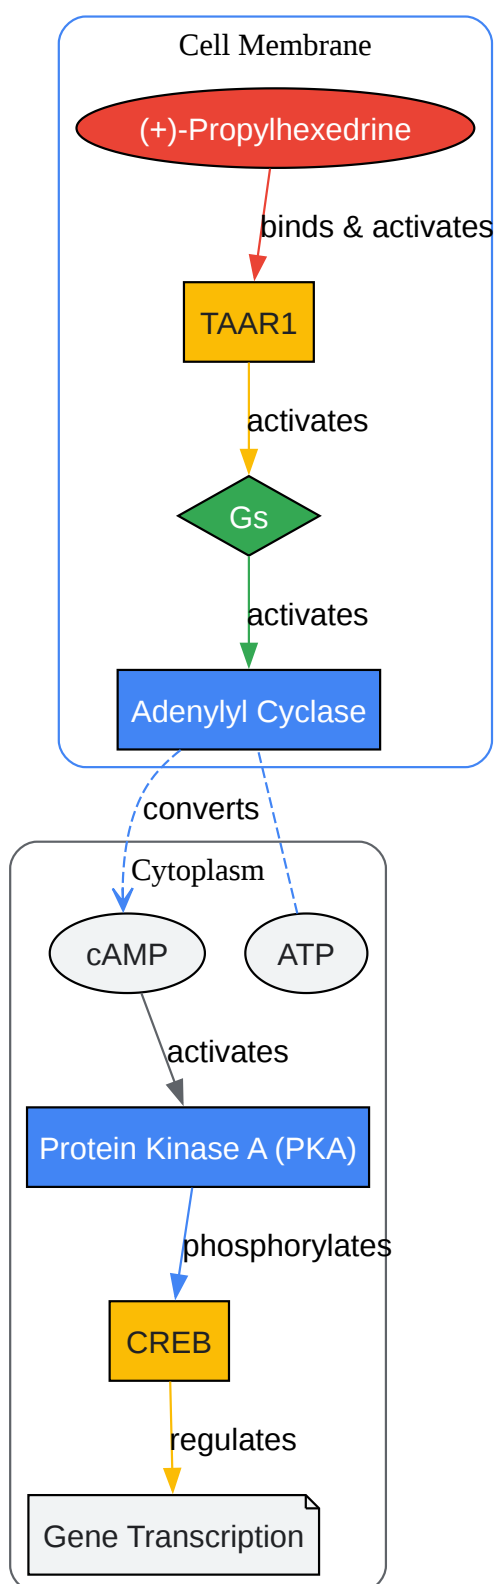 Cell Membrane
(+)-Propylhexedrine
binds & activates
TAAR1
activates
Gs
activates
Adenylyl Cyclase
converts
Cytoplasm
cAMP
ATP
activates
Protein Kinase A (PKA)
phosphorylates
CREB
regulates
Gene Transcription